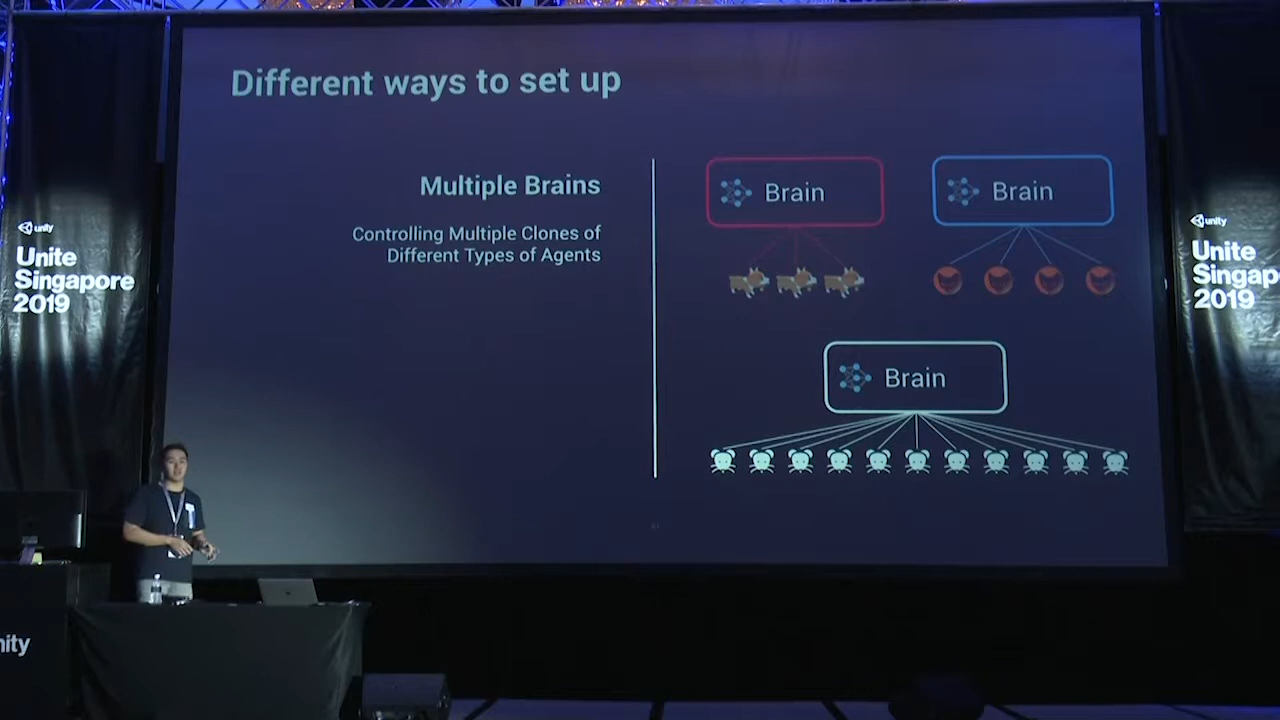 Different ways to set up
Multiple Brains
Controlling Multiple Clones of
Different Types of Agents
Brain
Brain
Brain
unity
Unite
Singapore
2019
unity
Unite
Singap
2019
nity